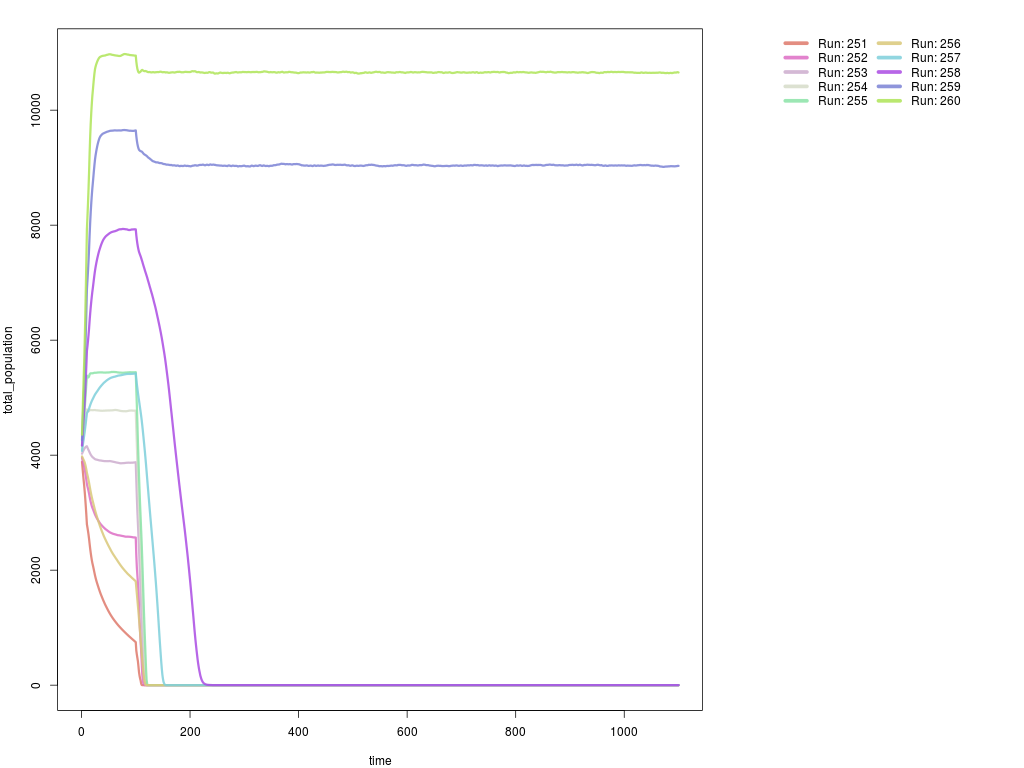 total_population
10000
8000
6000
4000
2000
0
0 200 400 600 800 1000
time
Run: 251 Run: 256
Run: 252 Run: 257
Run: 253 Run: 258
Run: 254 Run: 259
Run: 255 Run: 260